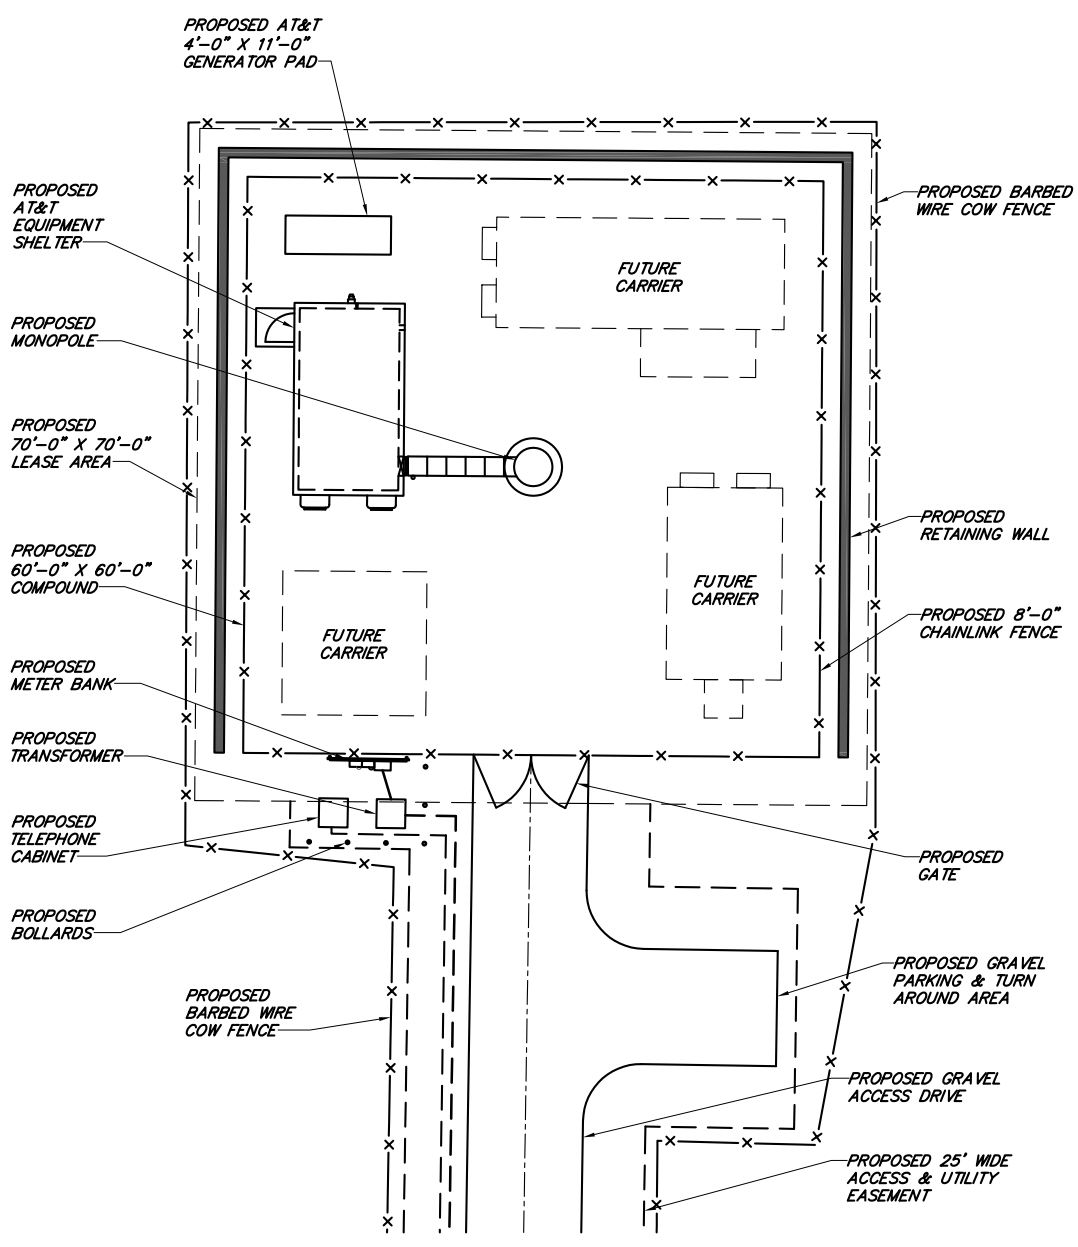 PROPOSED AT&T
4'-0" X 11'-0"
GENERATOR PAD
PROPOSED
AT&T
EQUIPMENT
SHELTER
PROPOSED BARBED
WIRE COW FENCE
FUTURE
CARRIER
PROPOSED
MONOPOLE
PROPOSED
70'-0" X 70'-0"
LEASE AREA
PROPOSED
RETAINING WALL
PROPOSED
60'-0" X 60'-0"
COMPOUND
FUTURE
CARRIER
PROPOSED 8'-0"
CHAINLINK FENCE
FUTURE
CARRIER
PROPOSED
METER BANK
PROPOSED
TRANSFORMER
PROPOSED
TELEPHONE
CABINET
PROPOSED
GATE
PROPOSED
BOLLARDS
PROPOSED GRAVEL
PARKING & TURN
AROUND AREA
PROPOSED
BARBED WIRE
COW FENCE
PROPOSED GRAVEL
ACCESS DRIVE
PROPOSED 25' WIDE
ACCESS & UTILITY
EASEMENT